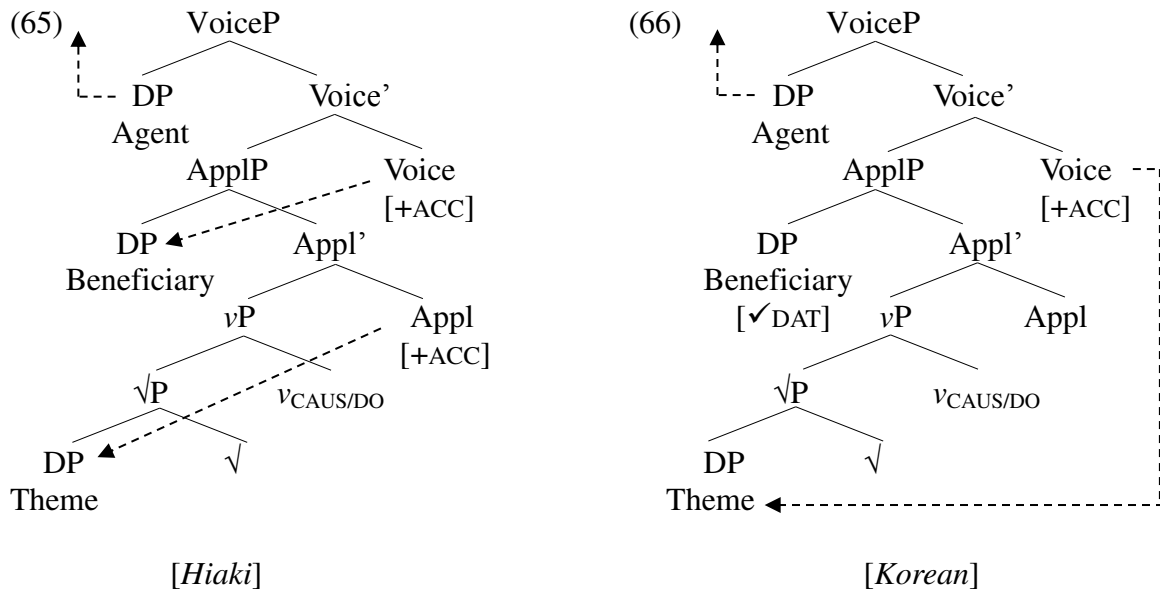 (65) VoiceP (66) VoiceP
DP Voice’ DP Voice’
Agent Agent
ApplP Voice ApplP Voice
[+ACC] [+ACC]
DP Appl’ DP Appl’
Beneficiary Beneficiary
vP Appl [✓DAT] vP Appl
[+ACC]
√P vCAUS/DO √P vCAUS/DO
DP √ DP √
Theme Theme
[Hiaki] [Korean]